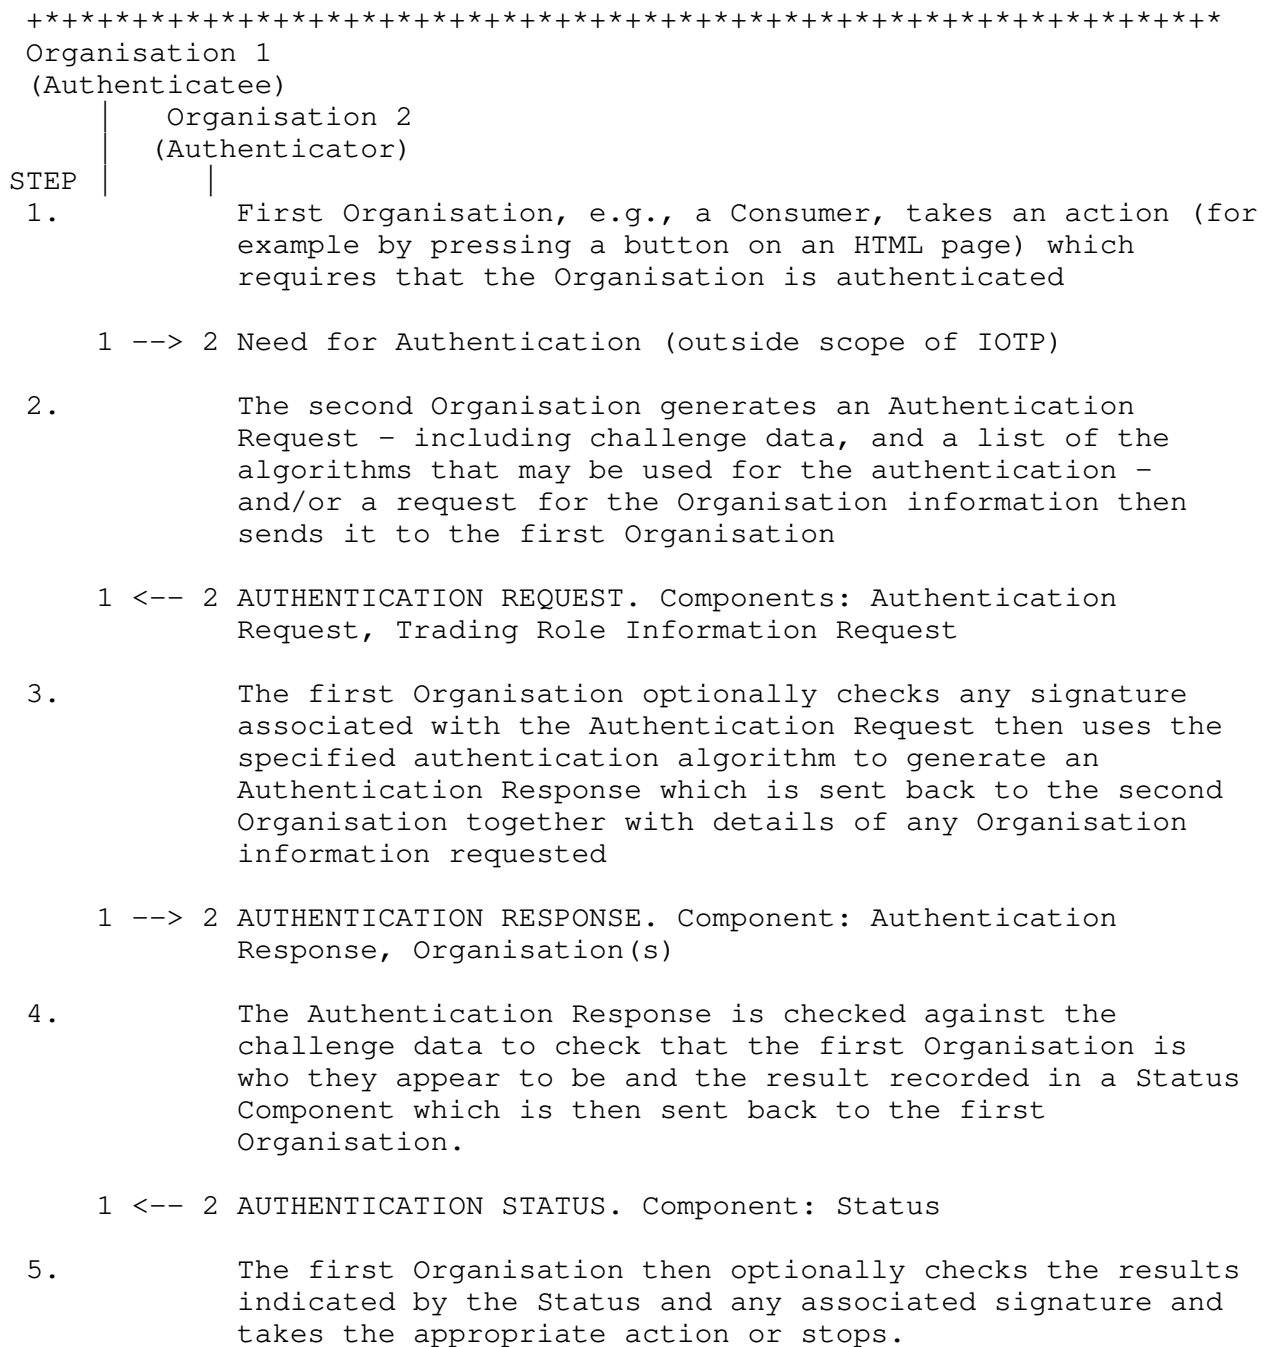 +*+*+*+*+*+*+*+*+*+*+*+*+*+*+*+*+*+*+*+*+*+*+*+*+*+*+*+*+*+*+*+*+*+*
Organisation 1
(Authenticatee)
| Organisation 2
| (Authenticator)
STEP | |
1. First Organisation, e.g., a Consumer, takes an action (for
example by pressing a button on an HTML page) which
requires that the Organisation is authenticated
1 --> 2 Need for Authentication (outside scope of IOTP)
2. The second Organisation generates an Authentication
Request - including challenge data, and a list of the
algorithms that may be used for the authentication -
and/or a request for the Organisation information then
sends it to the first Organisation
1 <-- 2 AUTHENTICATION REQUEST. Components: Authentication
Request, Trading Role Information Request
3. The first Organisation optionally checks any signature
associated with the Authentication Request then uses the
specified authentication algorithm to generate an
Authentication Response which is sent back to the second
Organisation together with details of any Organisation
information requested
1 --> 2 AUTHENTICATION RESPONSE. Component: Authentication
Response, Organisation(s)
4. The Authentication Response is checked against the
challenge data to check that the first Organisation is
who they appear to be and the result recorded in a Status
Component which is then sent back to the first
Organisation.
1 <-- 2 AUTHENTICATION STATUS. Component: Status
5. The first Organisation then optionally checks the results
indicated by the Status and any associated signature and
takes the appropriate action or stops.